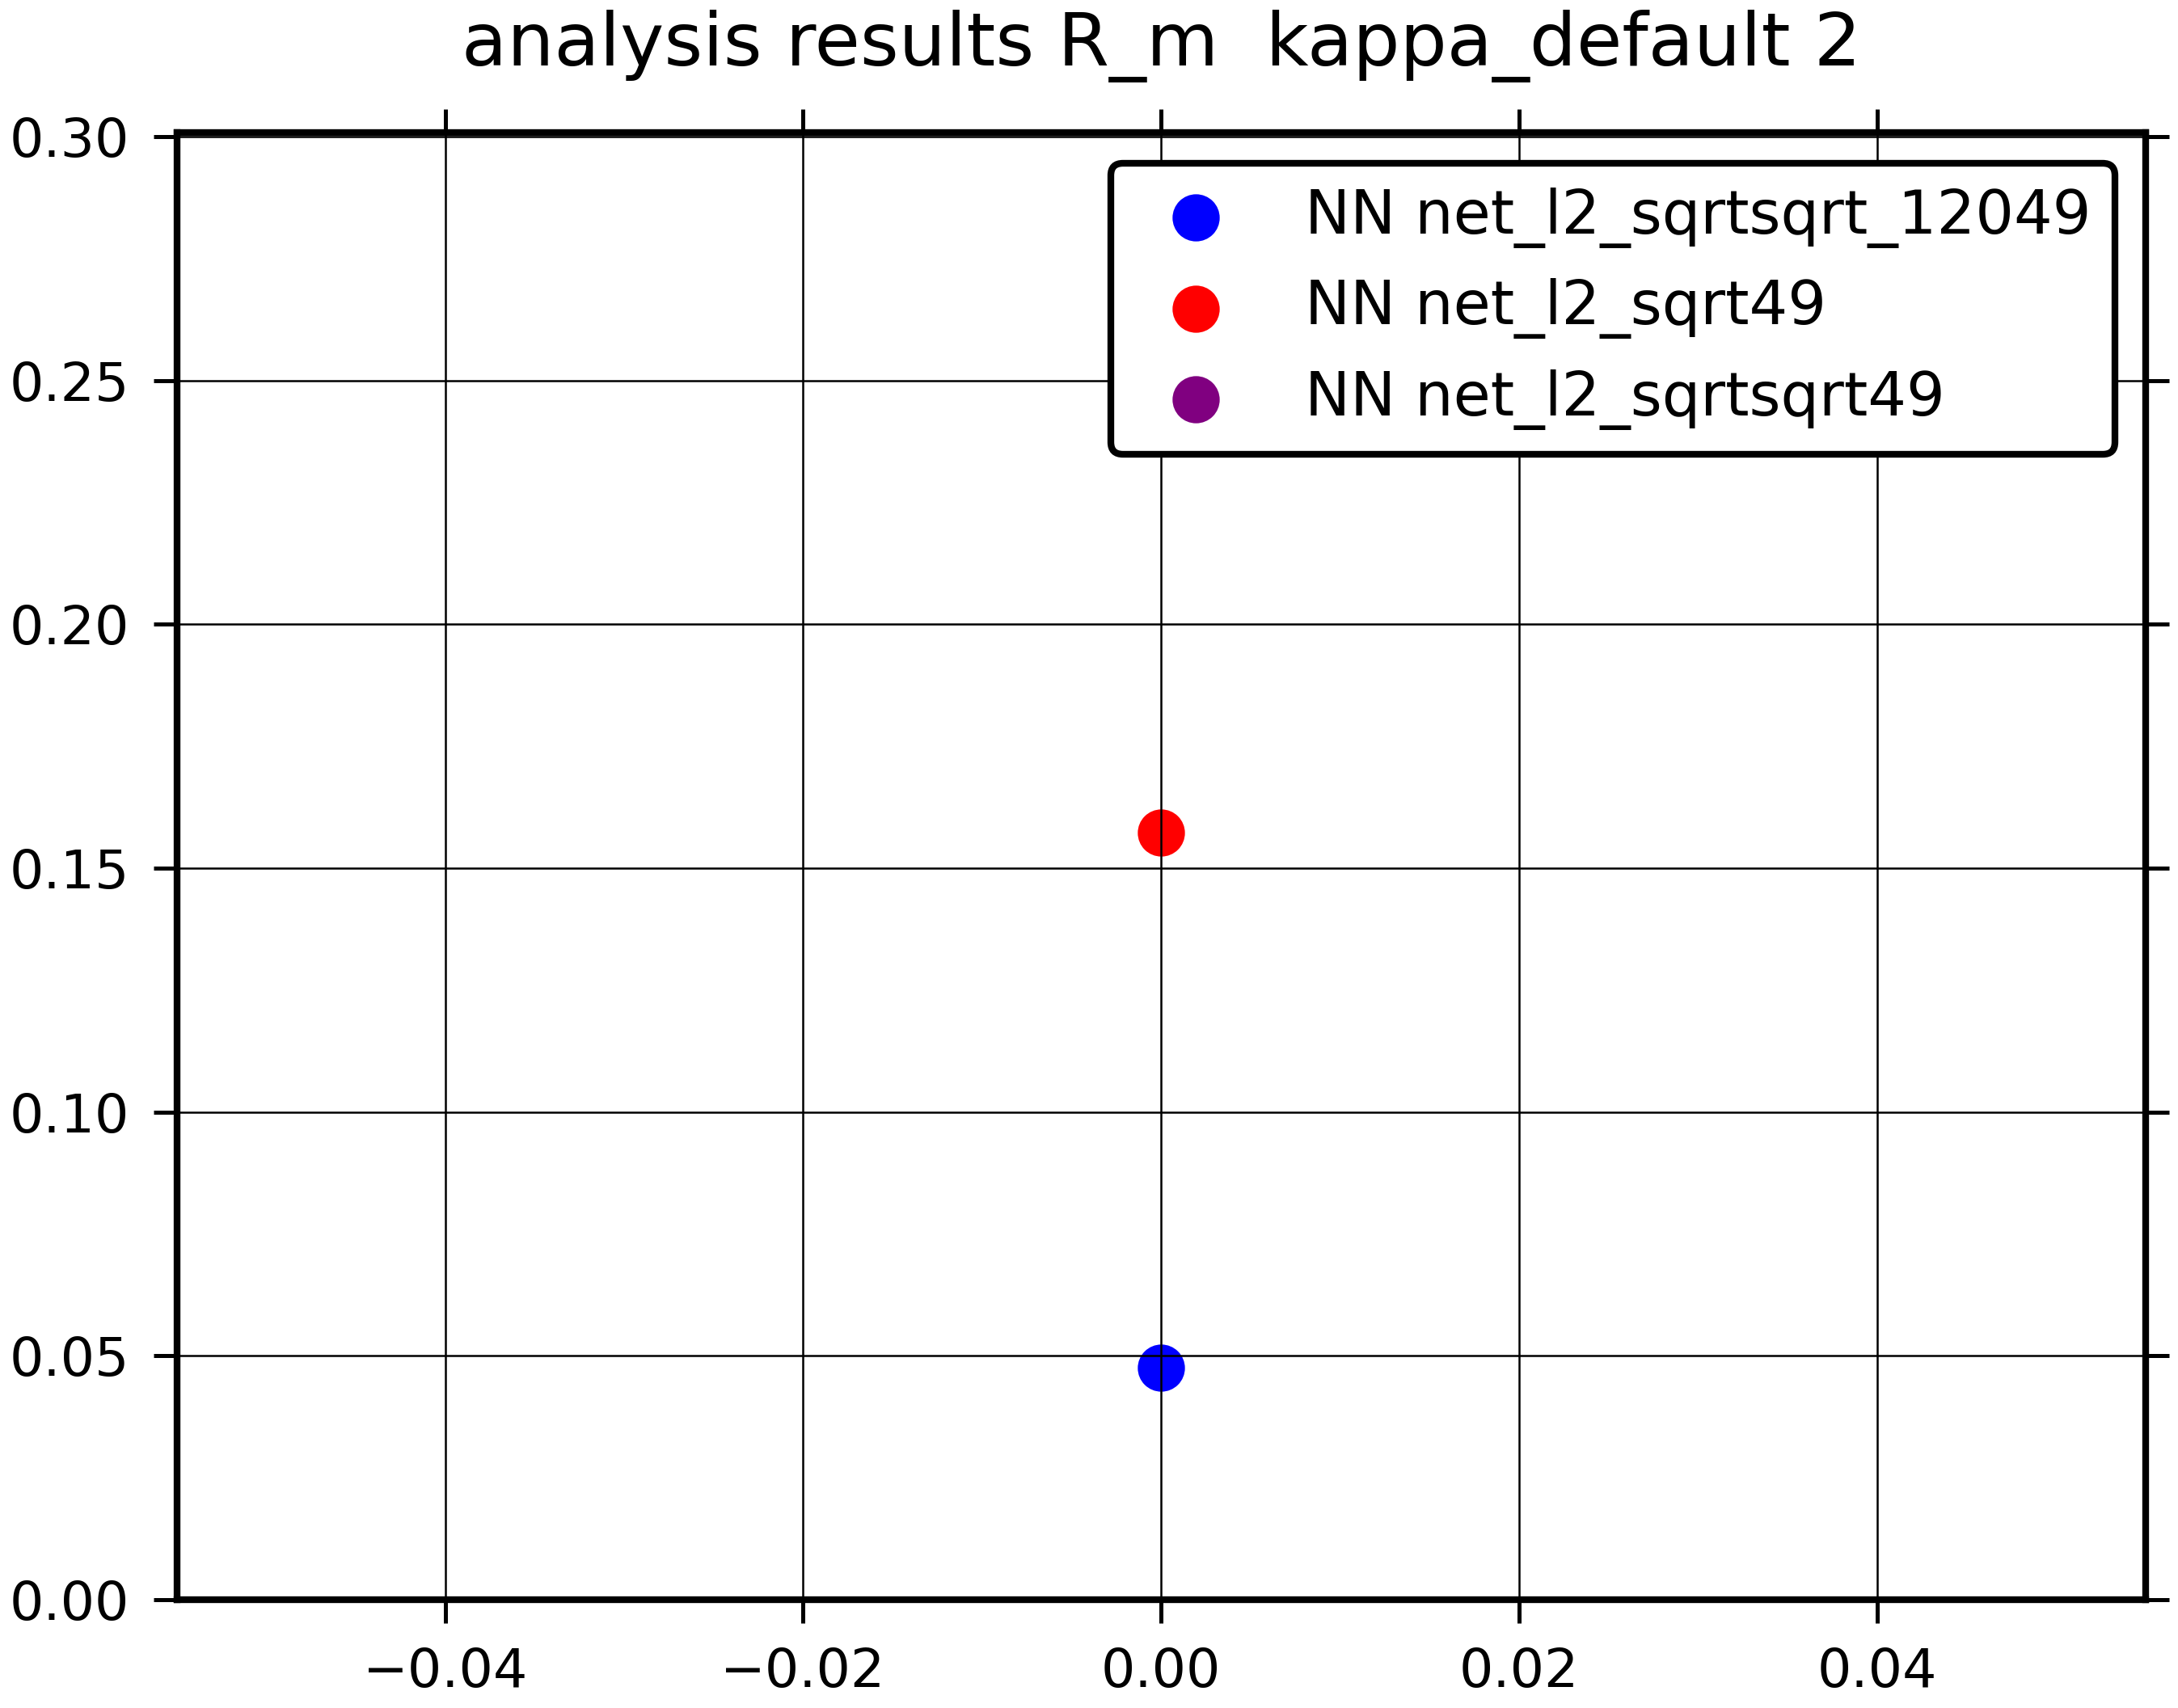 analysis results R_m  kappa_default 2
0.30
0.25
0.20
0.15
0.10
0.05
0.00
NN net_l2_sqrtsqrt_12049
NN net_l2_sqrt49
NN net_l2_sqrtsqrt49
−0.04 −0.02 0.00 0.02 0.04